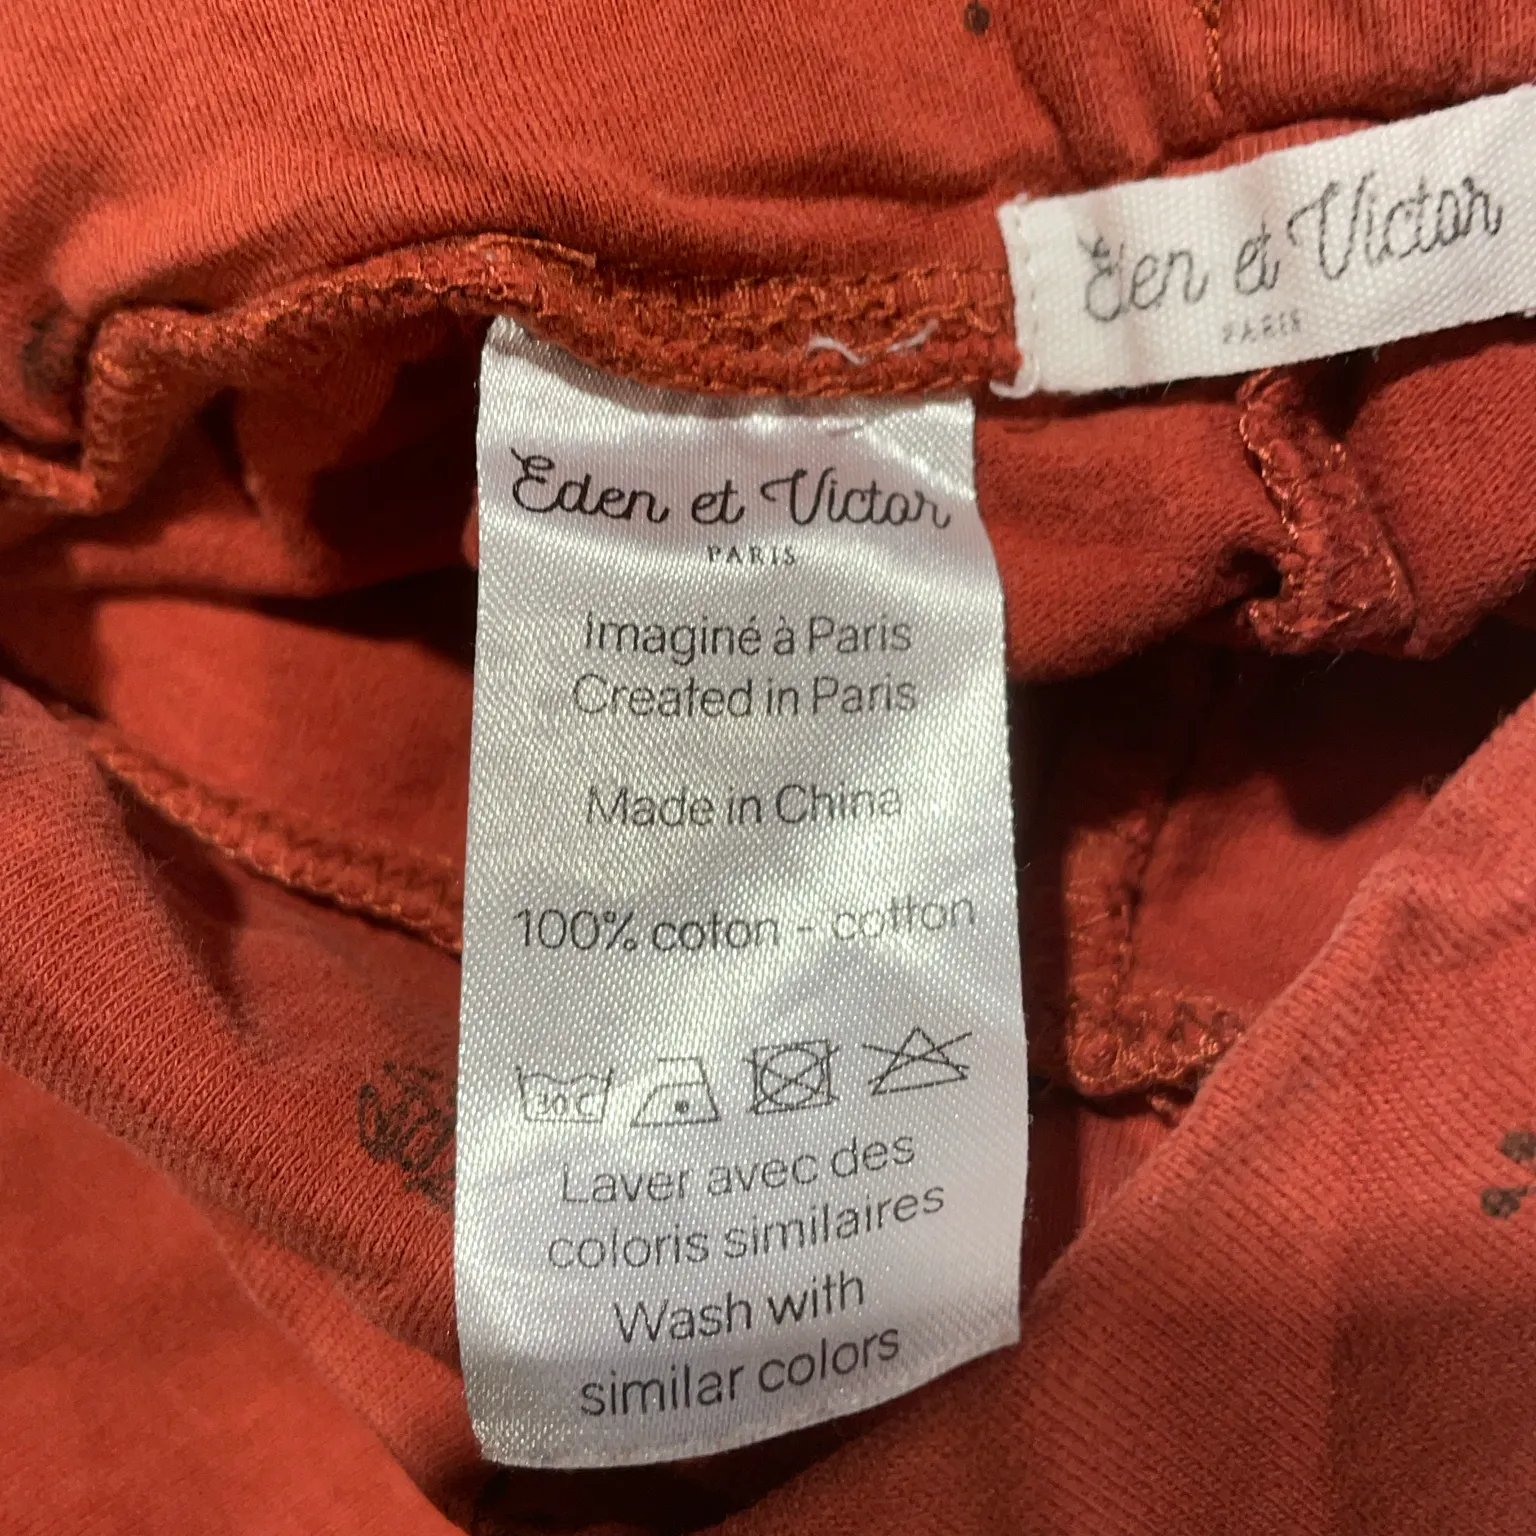 Eden et Victor
PARIS
Eden et Victor
PARIS
Imaginé à Paris
Created in Paris
Made in China
100% coton - cotton
30°C
Laver avec des
coloris similaires
Wash with
similar colors